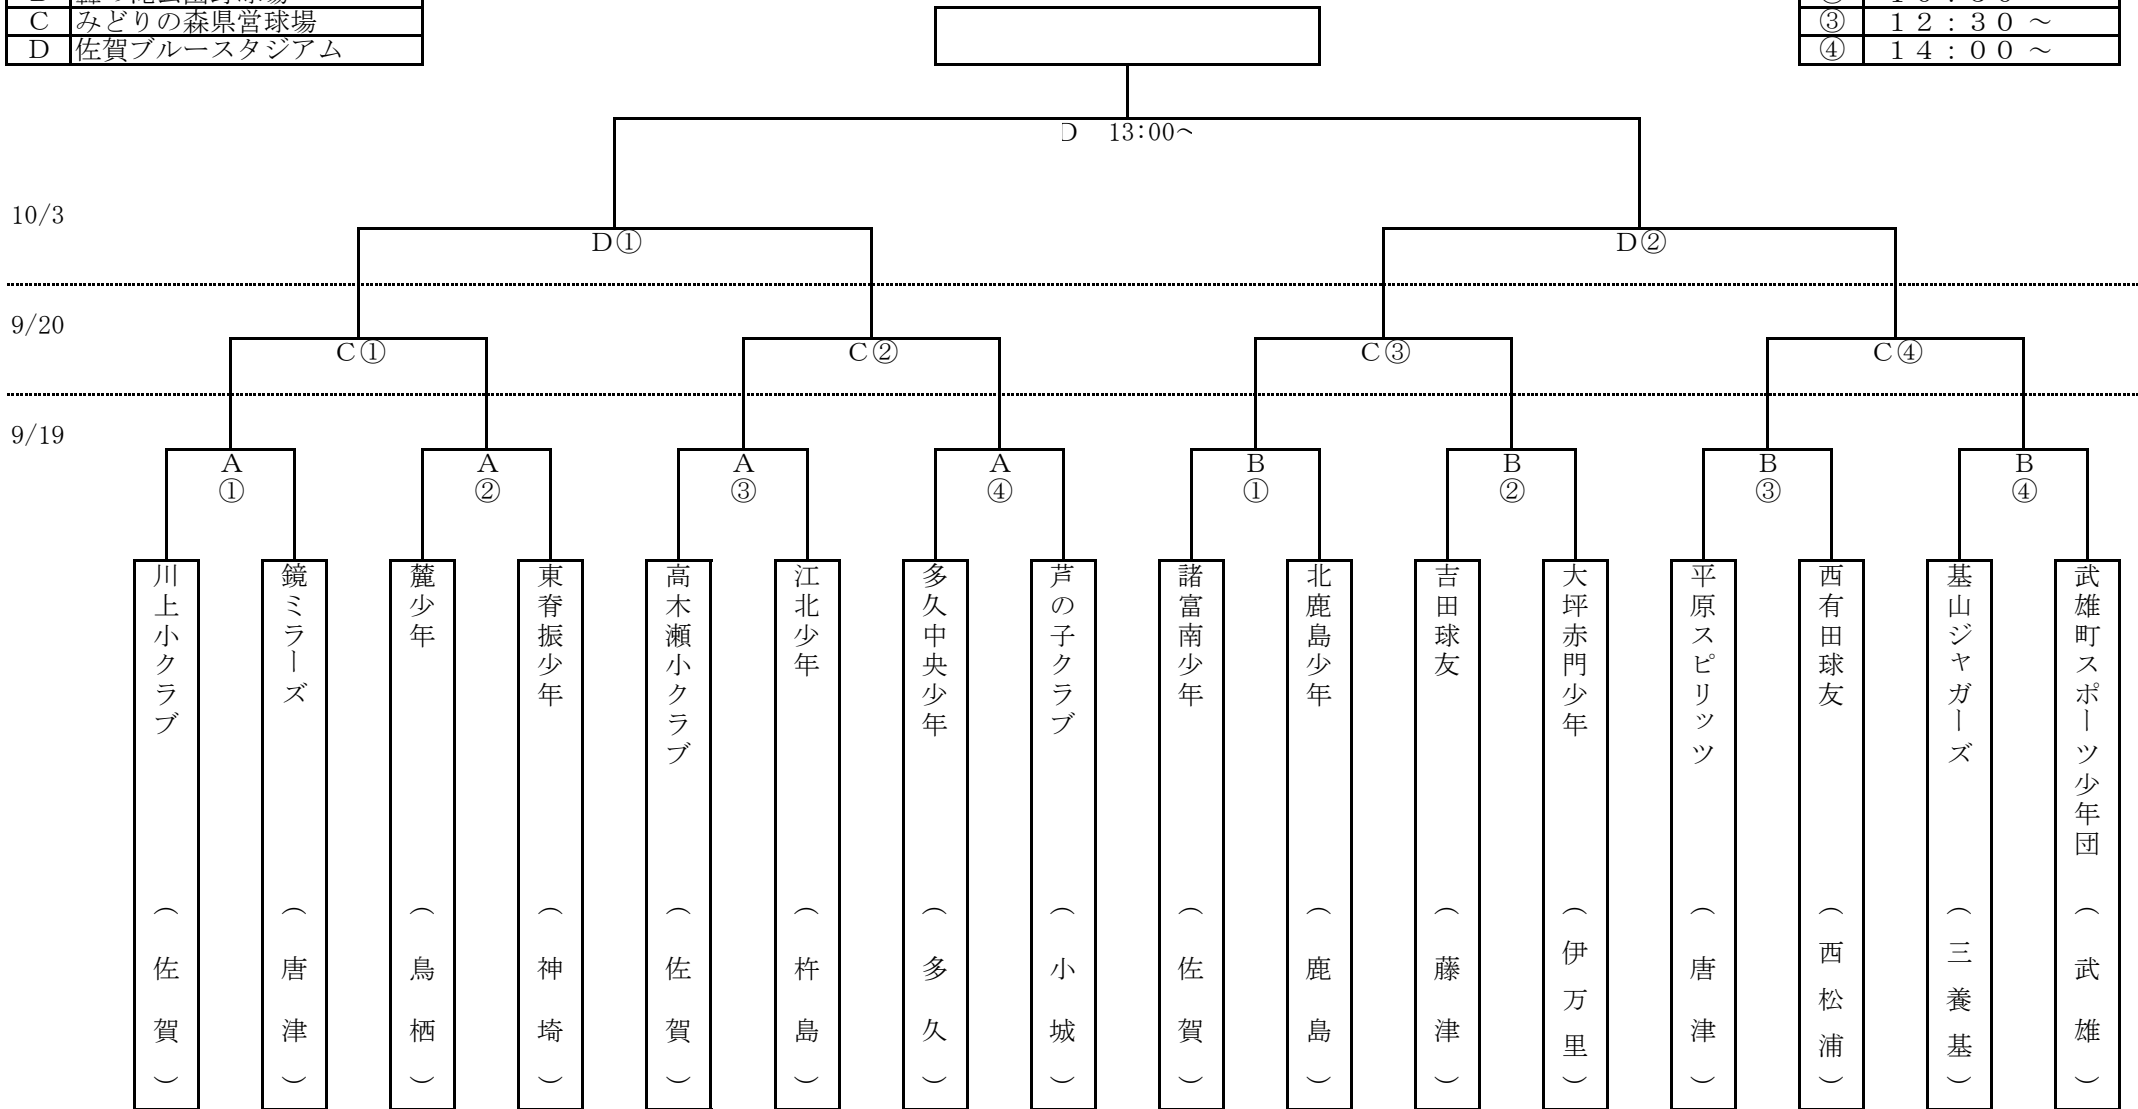 C みどりの森県営球場
D 佐賀ブルースタジアム
③ 12:30～
④ 14:00～
D 13:00～
10/3
D① D②
9/20
C① C② C③ C④
9/19
A① A② A③ A④ B① B② B③ B④
川上小クラブ (佐賀)
鏡ミラーズ (唐津)
麓少年 (鳥栖)
東脊振少年 (神埼)
高木瀬小クラブ (佐賀)
江北少年 (杵島)
多久中央少年 (多久)
芦の子クラブ (小城)
諸富南少年 (佐賀)
北鹿島少年 (鹿島)
吉田球友 (藤津)
大坪赤門少年 (伊万里)
平原スピリッツ (唐津)
西有田球友 (西松浦)
基山ジャガーズ (三養基)
武雄町スポーツ少年団 (武雄)